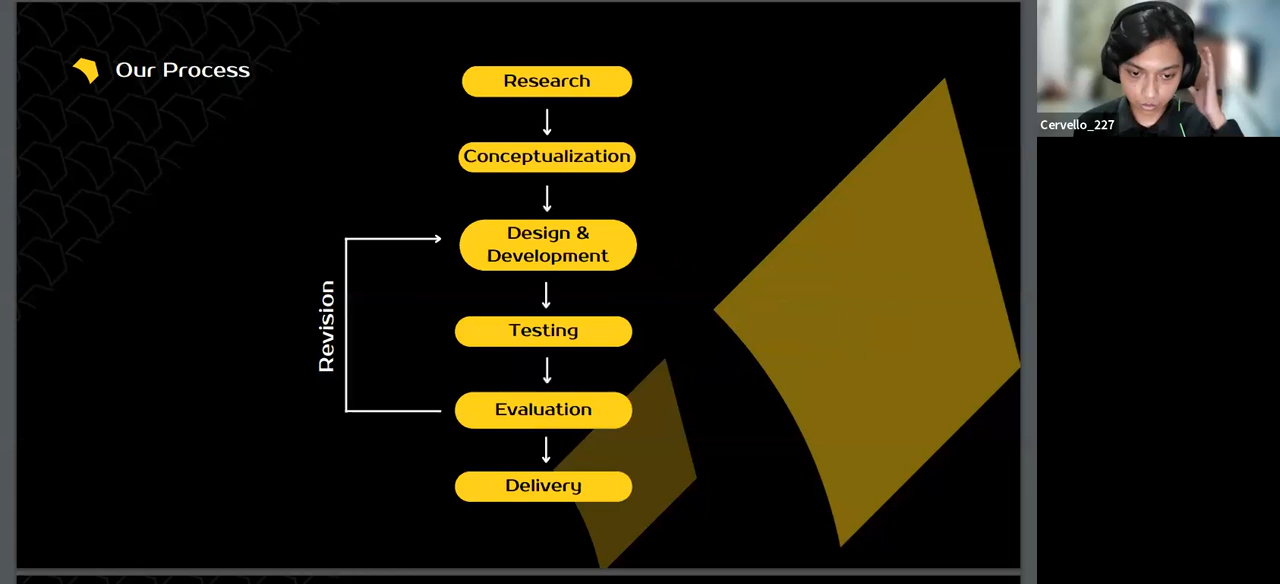 Our Process
Research
Conceptualization
Design &
Development
Testing
Evaluation
Delivery
Revision
Cervello_227